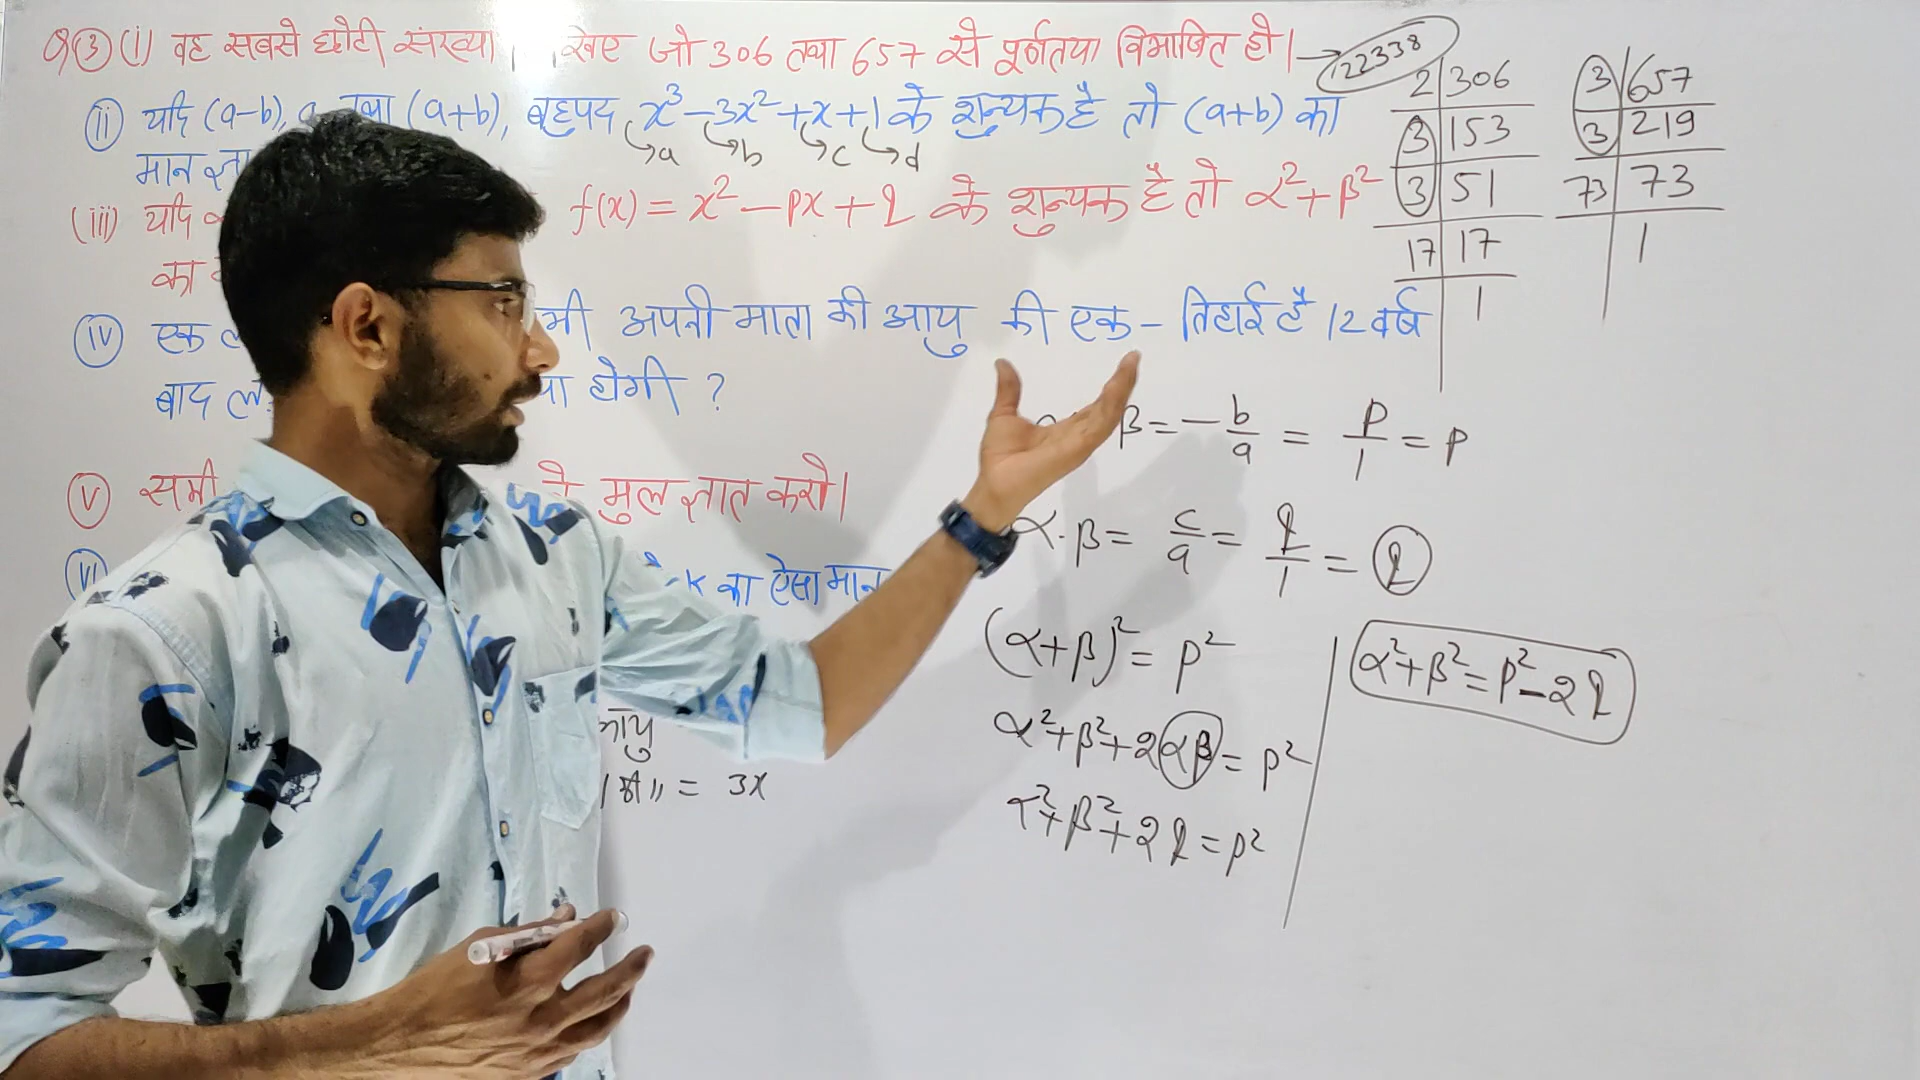 Q③ (i) वह सबसे छोटी संख्या जो 306 तथा 657 से पूर्णतया विभाजित हो। → 22338
(ii) यदि (a-b), तथा (a+b), बहुपद x³-3x²+x+1 के शुन्यक है तो (a+b) का
a b c d
मान
(iii) यदि f(x) = x² - px + q के शुन्यक है तो α²+β²
का
(iv) एक अपनी माता की आयु की एक - तिहाई है 12 वर्ष
बाद होगी ?
(v) सभी मुल ज्ञात करो।
(vi) K का ऐसा मान
आयु
= 3x
2 306
3 153
3 51
17 17
1
3 657
3 219
73 73
1
β = -b/a = p/1 = p
α.β = c/a = q/1 = q
(α+β)² = p²
α²+β²+2αβ = p²
α²+β²+2q = p²
α²+β² = p²-2q